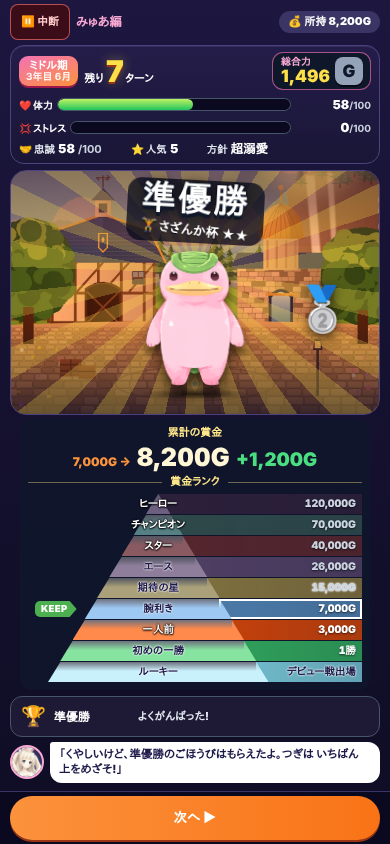 中断
みゅあ編
所持 8,200G
ミドル期
3年目 6月
残り7ターン
総合力
1,496 G
体力 58/100
ストレス 0/100
忠誠 58 /100 人気 5 方針 超溺愛
準優勝
さざんか杯 ★★
2
累計の賞金
7,000G → 8,200G +1,200G
賞金ランク
ヒーロー 120,000G
チャンピオン 70,000G
スター 40,000G
エース 26,000G
期待の星 15,000G
KEEP 腕利き 7,000G
一人前 3,000G
初めの一勝 1勝
ルーキー デビュー戦出場
準優勝 よくがんばった!
「くやしいけど、準優勝のごほうびはもらえたよ。つぎは いちばん
上をめざそ!」
次へ ▶